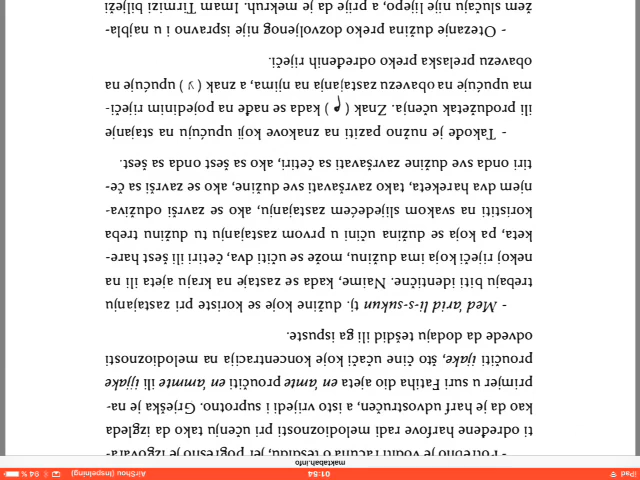 iPad
01:54
AirShou (Inspelning)
94 %
maktabah.info
- Potrebno je voditi računa o tešdidu, jer pogrešno je izgovara-
ti određene harfove radi melodioznosti pri učenju tako da izgleda
kao da je harf udvostručen, a isto vrijedi i suprotno. Grješka je na-
primjer u suri Fatiha dio ajeta en'amte proučiti en'ammte ili ijjake
proučiti ijake, što čine učači koje koncentracija na melodioznosti
odvede da dodaju tešdid ili ga ispuste.
- Med 'arid li-s-sukun tj. dužine koje se koriste pri zastajanju
trebaju biti identične. Naime, kada se zastaje na kraju ajeta ili na
nekoj riječi koja ima dužinu, može se učiti dva, četiri ili šest hare-
keta, pa koja se dužina učini u prvom zastajanju tu dužinu treba
koristiti na svakom slijedećem zastajanju, ako se završi oduživa-
njem dva hareketa, tako završavati sve dužine, ako se završi sa če-
tiri onda sve dužine završavati sa četiri, ako sa šest onda sa šest.
- Takođe je nužno paziti na znakove koji upućuju na stajanje
ili produžetak učenja. Znak ( م ) kada se nađe na pojedinim riječi-
ma upućuje na obavezu zastajanja na njima, a znak ( لا ) upućuje na
obavezu prelaska preko određenih riječi.
- Otezanje dužina preko dozvoljenog nije ispravno i u najbla-
žem slučaju nije lijepo, a prije da je mekruh. Imam Tirmizi bilježi